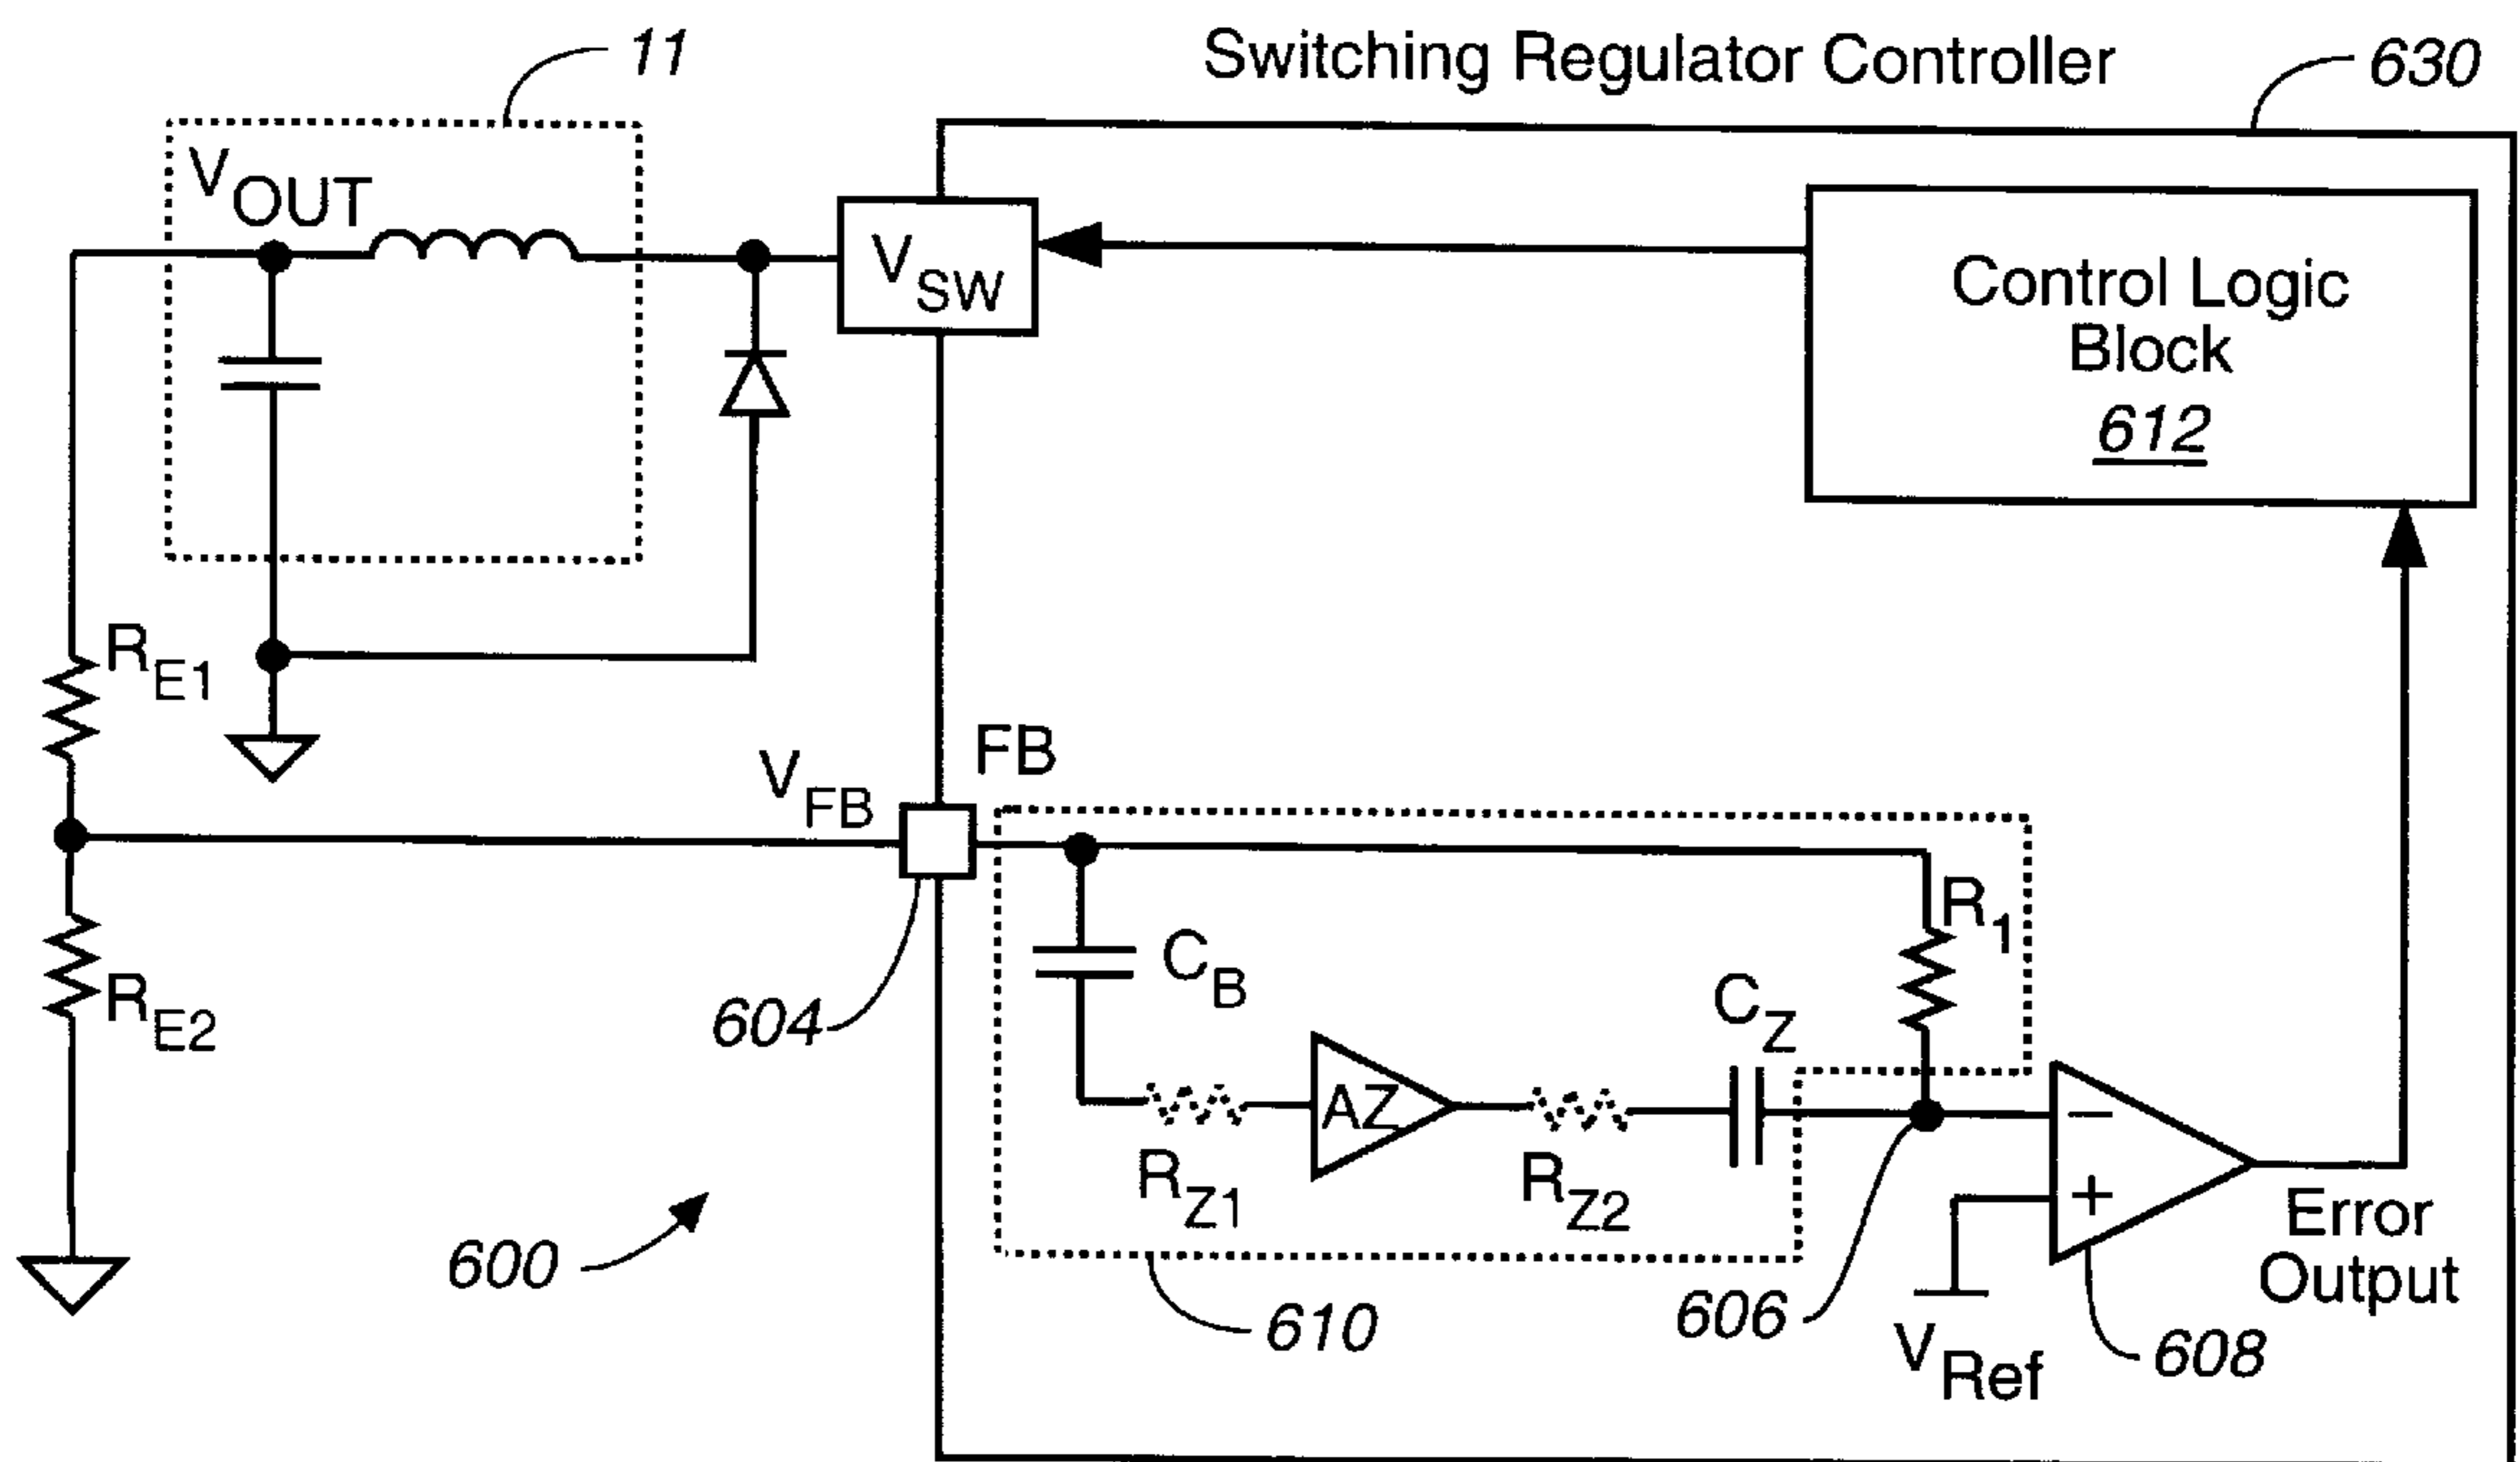 11
Switching Regulator Controller
630
VOUT
VSW
Control Logic
Block
612
RE1
VFB
FB
R1
CB
CZ
604
RE2
AZ
RZ1
RZ2
600
610
606
VRef
608
−
+
Error
Output